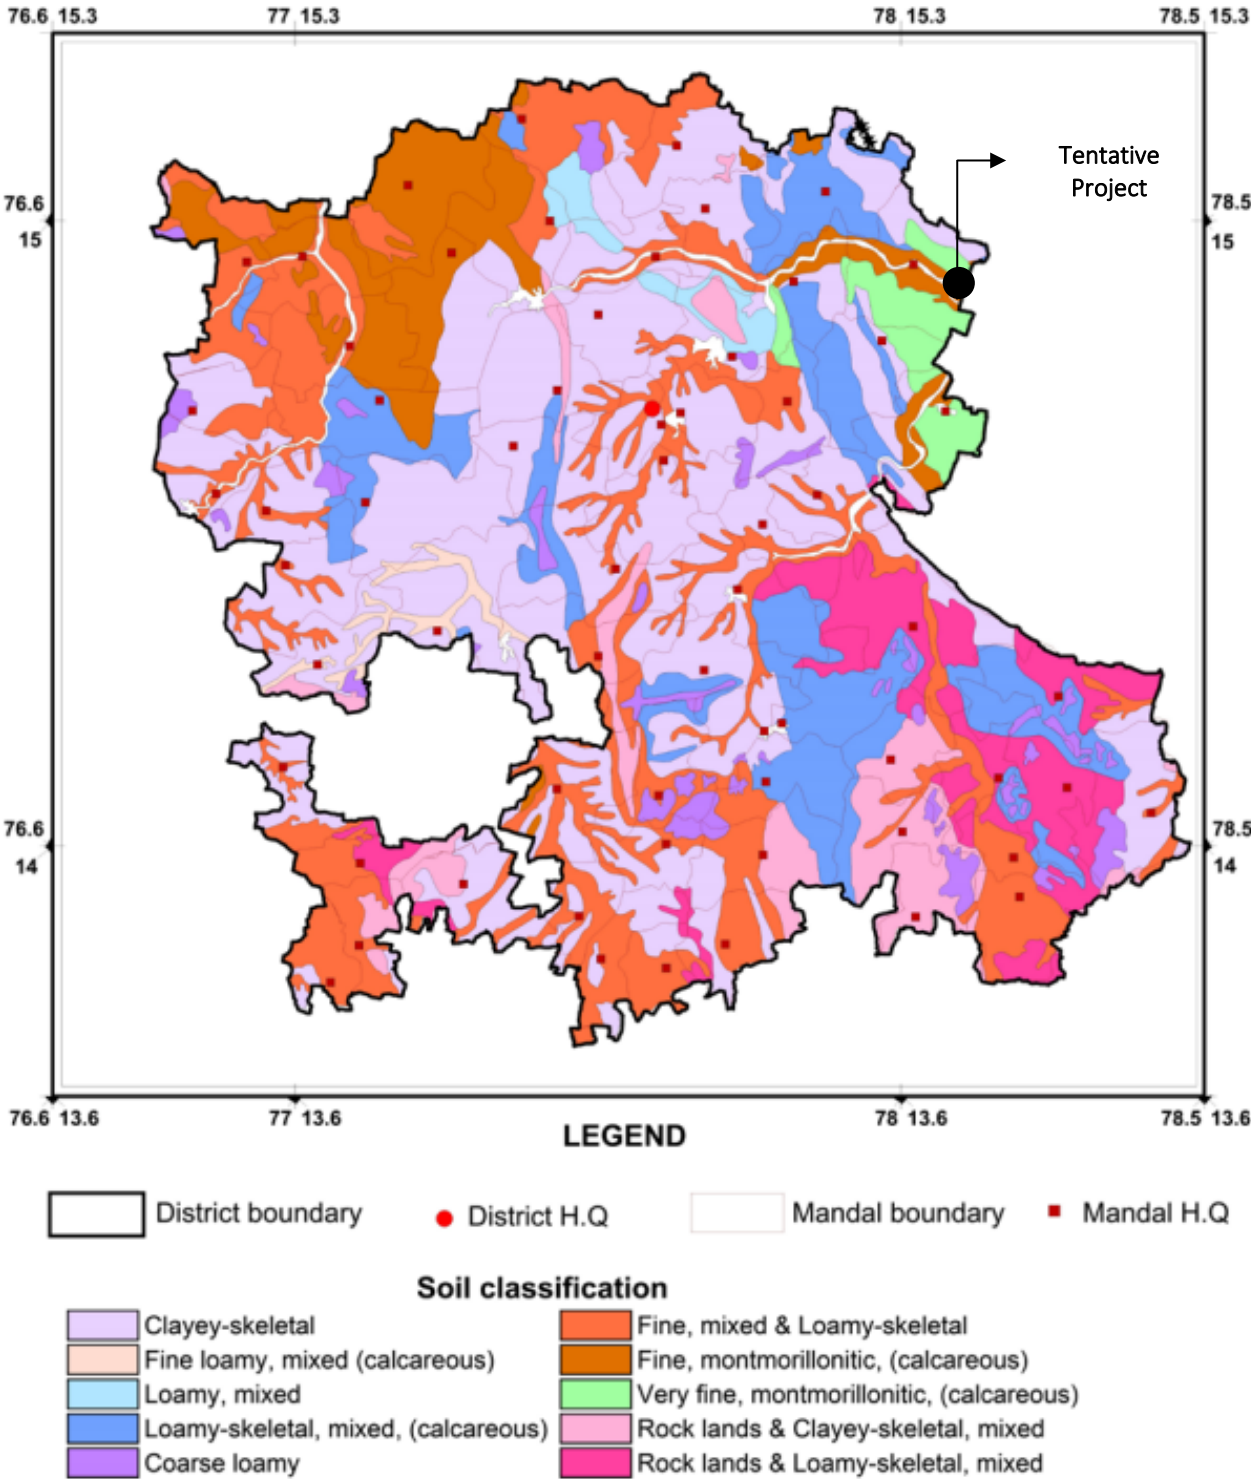 76.6 15.3 77 15.3 78 15.3 78.5 15.3
Tentative
Project
76.6 78.5
15 15
76.6 78.5
14 14
76.6 13.6 77 13.6 78 13.6 78.5 13.6
LEGEND
District boundary District H.Q Mandal boundary Mandal H.Q
Soil classification
Clayey-skeletal Fine, mixed & Loamy-skeletal
Fine loamy, mixed (calcareous) Fine, montmorillonitic, (calcareous)
Loamy, mixed Very fine, montmorillonitic, (calcareous)
Loamy-skeletal, mixed, (calcareous) Rock lands & Clayey-skeletal, mixed
Coarse loamy Rock lands & Loamy-skeletal, mixed